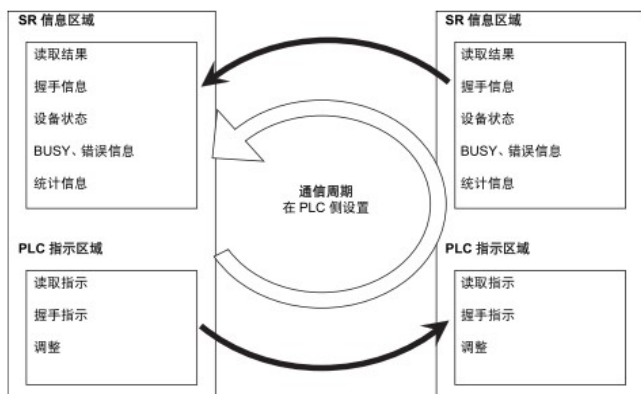 SR 信息区域
读取结果
握手信息
设备状态
BUSY、错误信息
统计信息
PLC 指示区域
读取指示
握手指示
调整
通信周期
在 PLC 侧设置
SR 信息区域
读取结果
握手信息
设备状态
BUSY、错误信息
统计信息
PLC 指示区域
读取指示
握手指示
调整